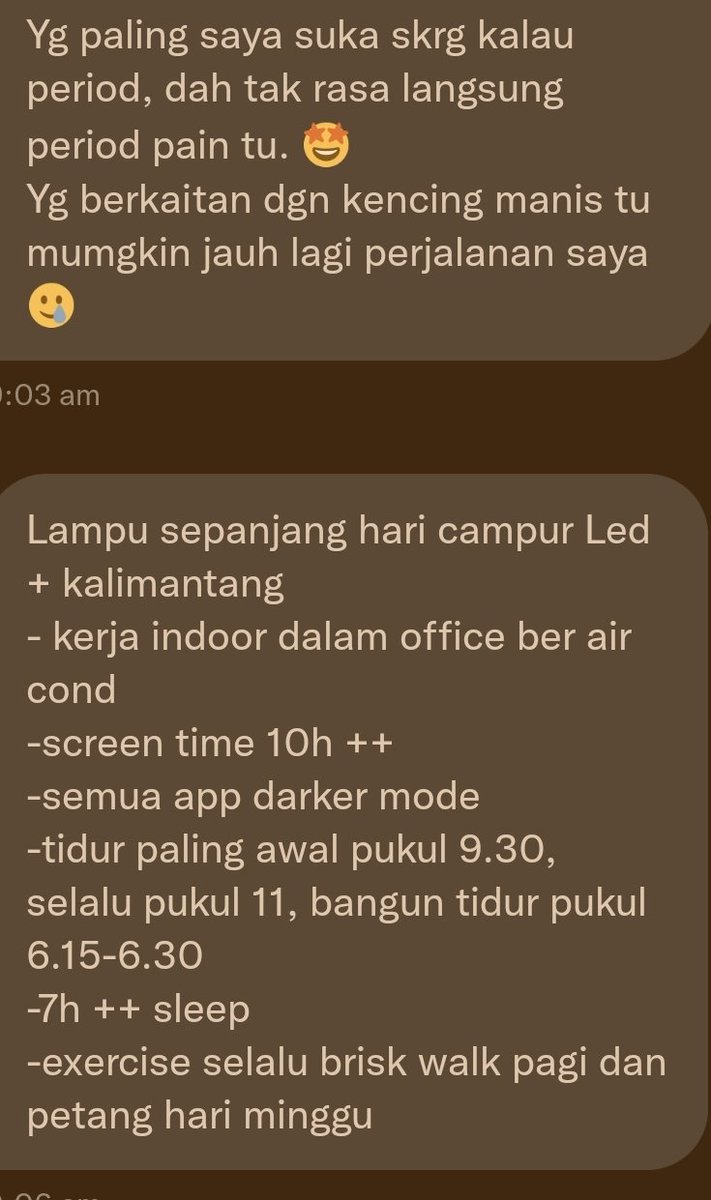 Yg paling saya suka skrg kalau
period, dah tak rasa langsung
period pain tu. 🤩
Yg berkaitan dgn kencing manis tu
mumgkin jauh lagi perjalanan saya
🥲
:03 am
Lampu sepanjang hari campur Led
+ kalimantang
- kerja indoor dalam office ber air
cond
-screen time 10h ++
-semua app darker mode
-tidur paling awal pukul 9.30,
selalu pukul 11, bangun tidur pukul
6.15-6.30
-7h ++ sleep
-exercise selalu brisk walk pagi dan
petang hari minggu